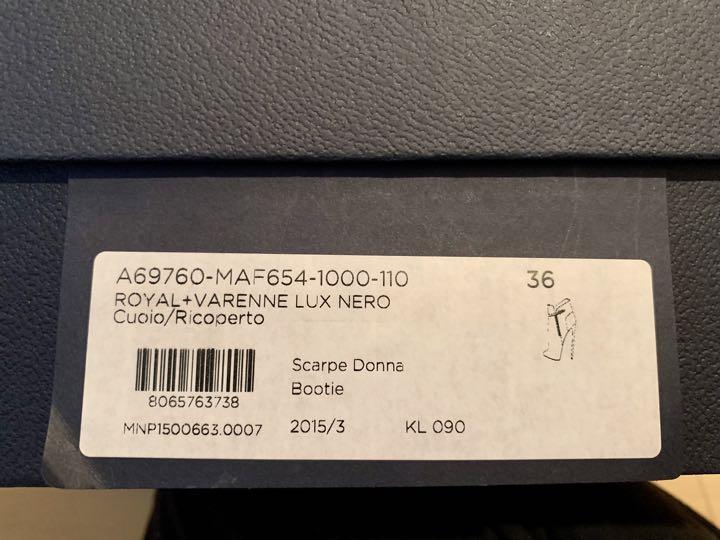 A69760-MAF654-1000-110 36
ROYAL+VARENNE LUX NERO
Cuoio/Ricoperto
Scarpe Donna
Bootie
8065763738
MNP1500663.0007 2015/3 KL 090